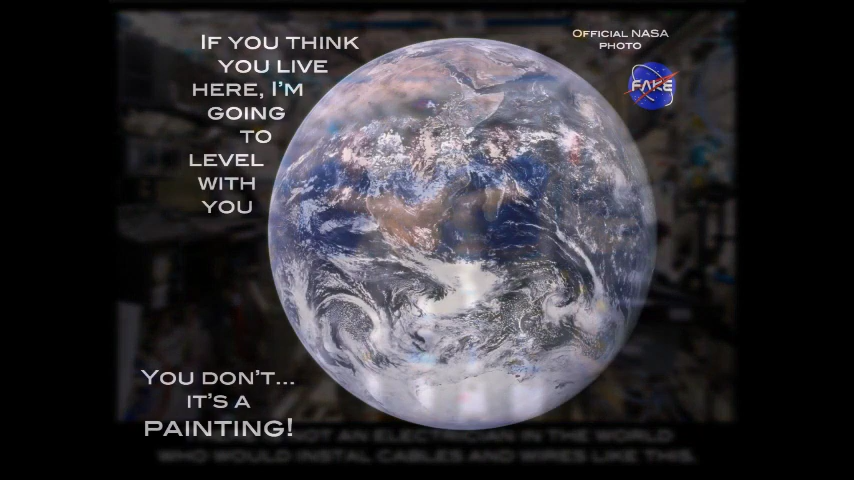 If you think
you live
here, I'm
going
to
level
with
you
Official NASA
photo
FAKE
You don't...
it's a
painting!
NOT AN ELECTRICIAN IN THE WORLD
WHO WOULD INSTAL CABLES AND WIRES LIKE THIS.